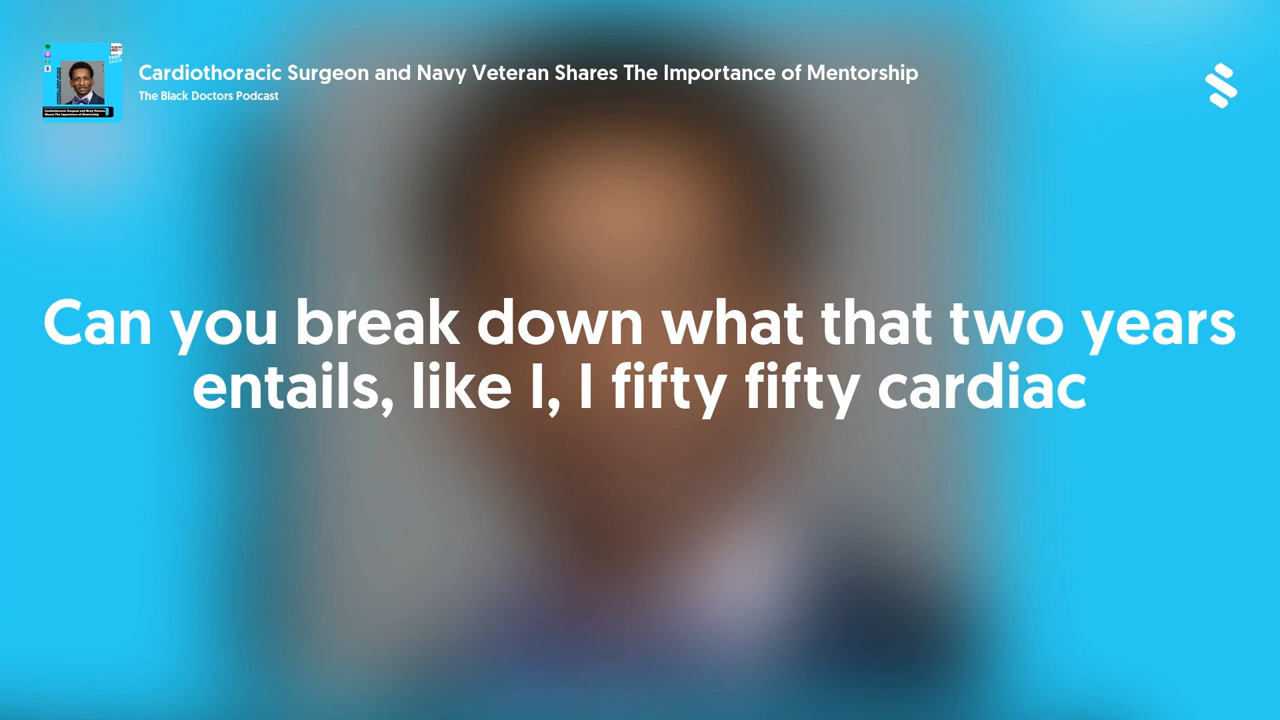 Cardiothoracic Surgeon and Navy Veteran Shares The Importance of Mentorship
The Black Doctors Podcast
Can you break down what that two years
entails, like I, I fifty fifty cardiac